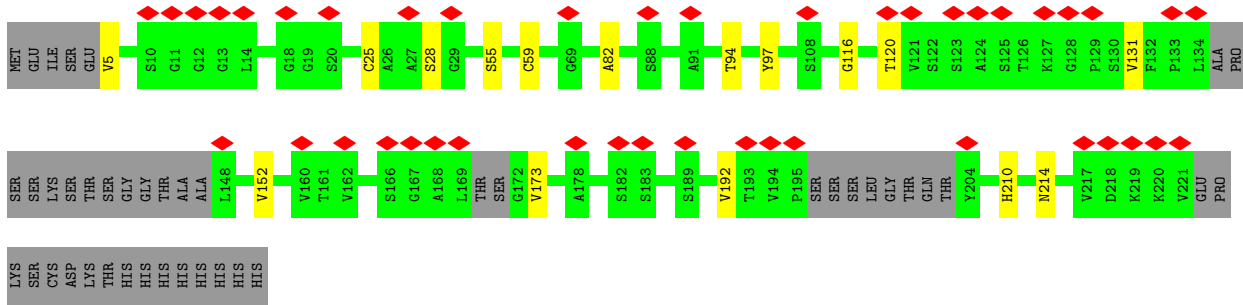 MET GLU ILE SER GLU V5 S10 G11 G12 G13 L14 G18 G19 S20 C25 A26 A27 S28 G29 S55 C59 G69 A82 S88 A91 T94 Y97 S108 G116 T120 V121 S122 S123 A124 S125 T126 K127 G128 P129 S130 V131 F132 P133 L134 ALA PRO
SER SER LYS SER THR SER GLY GLY THR ALA ALA L148 V152 V160 T161 V162 S166 G167 A168 L169 THR SER G172 V173 A178 S182 S183 S189 V192 T193 V194 P195 SER SER SER LEU GLY THR GLN THR Y204 H210 N214 V217 D218 K219 K220 V221 GLU PRO
LYS SER CYS ASP LYS THR HIS HIS HIS HIS HIS HIS HIS HIS